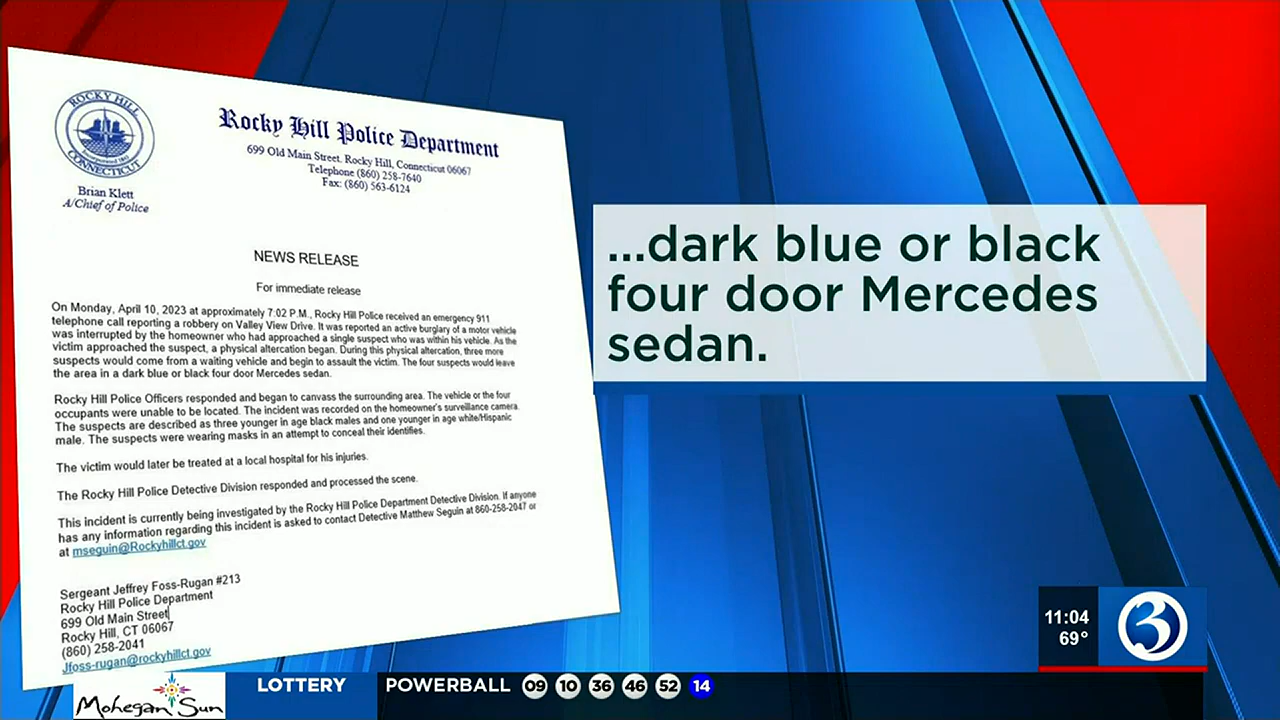 ROCKY HILL
Incorporated 1843
CONNECTICUT
Brian Klett
A/Chief of Police
Rocky Hill Police Department
699 Old Main Street. Rocky Hill, Connecticut 06067
Telephone (860) 258-7640
Fax: (860) 563-6124
NEWS RELEASE
For immediate release
On Monday, April 10, 2023 at approximately 7:02 P.M., Rocky Hill Police received an emergency 911
telephone call reporting a robbery on Valley View Drive. It was reported an active burglary of a motor vehicle
was interrupted by the homeowner who had approached a single suspect who was within his vehicle. As the
victim approached the suspect, a physical altercation began. During this physical altercation, three more
suspects would come from a waiting vehicle and begin to assault the victim. The four suspects would leave
the area in a dark blue or black four door Mercedes sedan.
Rocky Hill Police Officers responded and began to canvass the surrounding area. The vehicle or the four
occupants were unable to be located. The incident was recorded on the homeowner's surveillance camera.
The suspects are described as three younger in age black males and one younger in age white/Hispanic
male. The suspects were wearing masks in an attempt to conceal their identifies.
The victim would later be treated at a local hospital for his injuries.
The Rocky Hill Police Detective Division responded and processed the scene.
This incident is currently being investigated by the Rocky Hill Police Department Detective Division. If anyone
has any information regarding this incident is asked to contact Detective Matthew Seguin at 860-258-2047 or
at mseguin@Rockyhillct.gov
Sergeant Jeffrey Foss-Rugan #213
Rocky Hill Police Department
699 Old Main Street
Rocky Hill, CT 06067
(860) 258-2041
Jfoss-rugan@rockyhillct.gov
...dark blue or black
four door Mercedes
sedan.
11:04
69°
3
Mohegan Sun
LOTTERY
POWERBALL 09 10 36 46 52 14